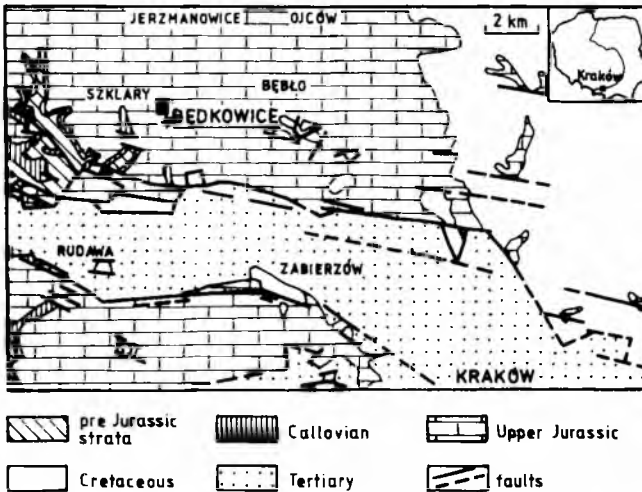 JERZMANOWICE OJCÓW
2 km
Kraków
SZKLARY
BĘBŁO
BĘDKOWICE
RUDAWA
ZABIERZÓW
KRAKÓW
pre Jurassic strata
Callovian
Upper Jurassic
Cretaceous
Tertiary
faults